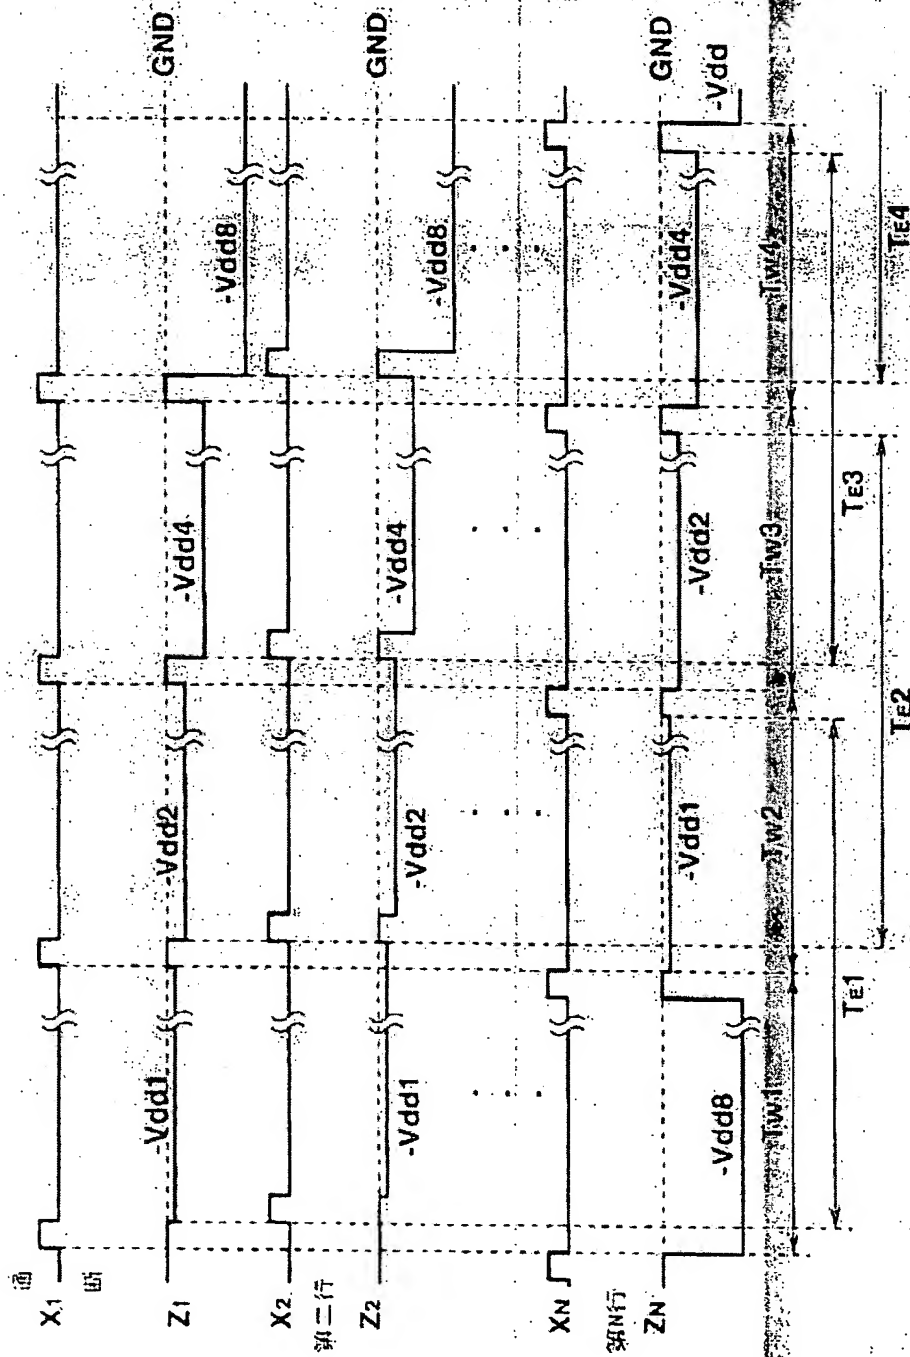 X1
通
断
Z1
-Vdd1
-Vdd2
-Vdd4
-Vdd8
GND
X2
第二行
Z2
-Vdd1
-Vdd2
-Vdd4
-Vdd8
GND
XN
第N行
ZN
-Vdd8
-Vdd1
-Vdd2
-Vdd4
-Vdd
GND
Tw1
Tw2
Tw3
Tw4
TE1
TE3
TE2
TE4